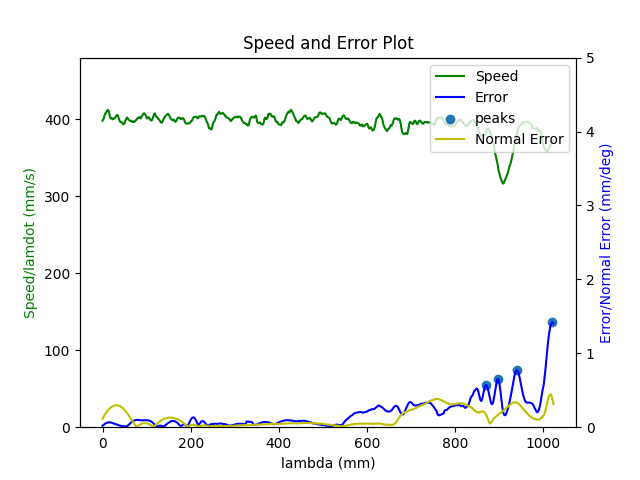 Speed and Error Plot
Speed
Error
peaks
Normal Error
Speed/lamdot (mm/s)
Error/Normal Error (mm/deg)
400
300
200
100
0
5
4
3
2
1
0
0
200
400
600
800
1000
lambda (mm)